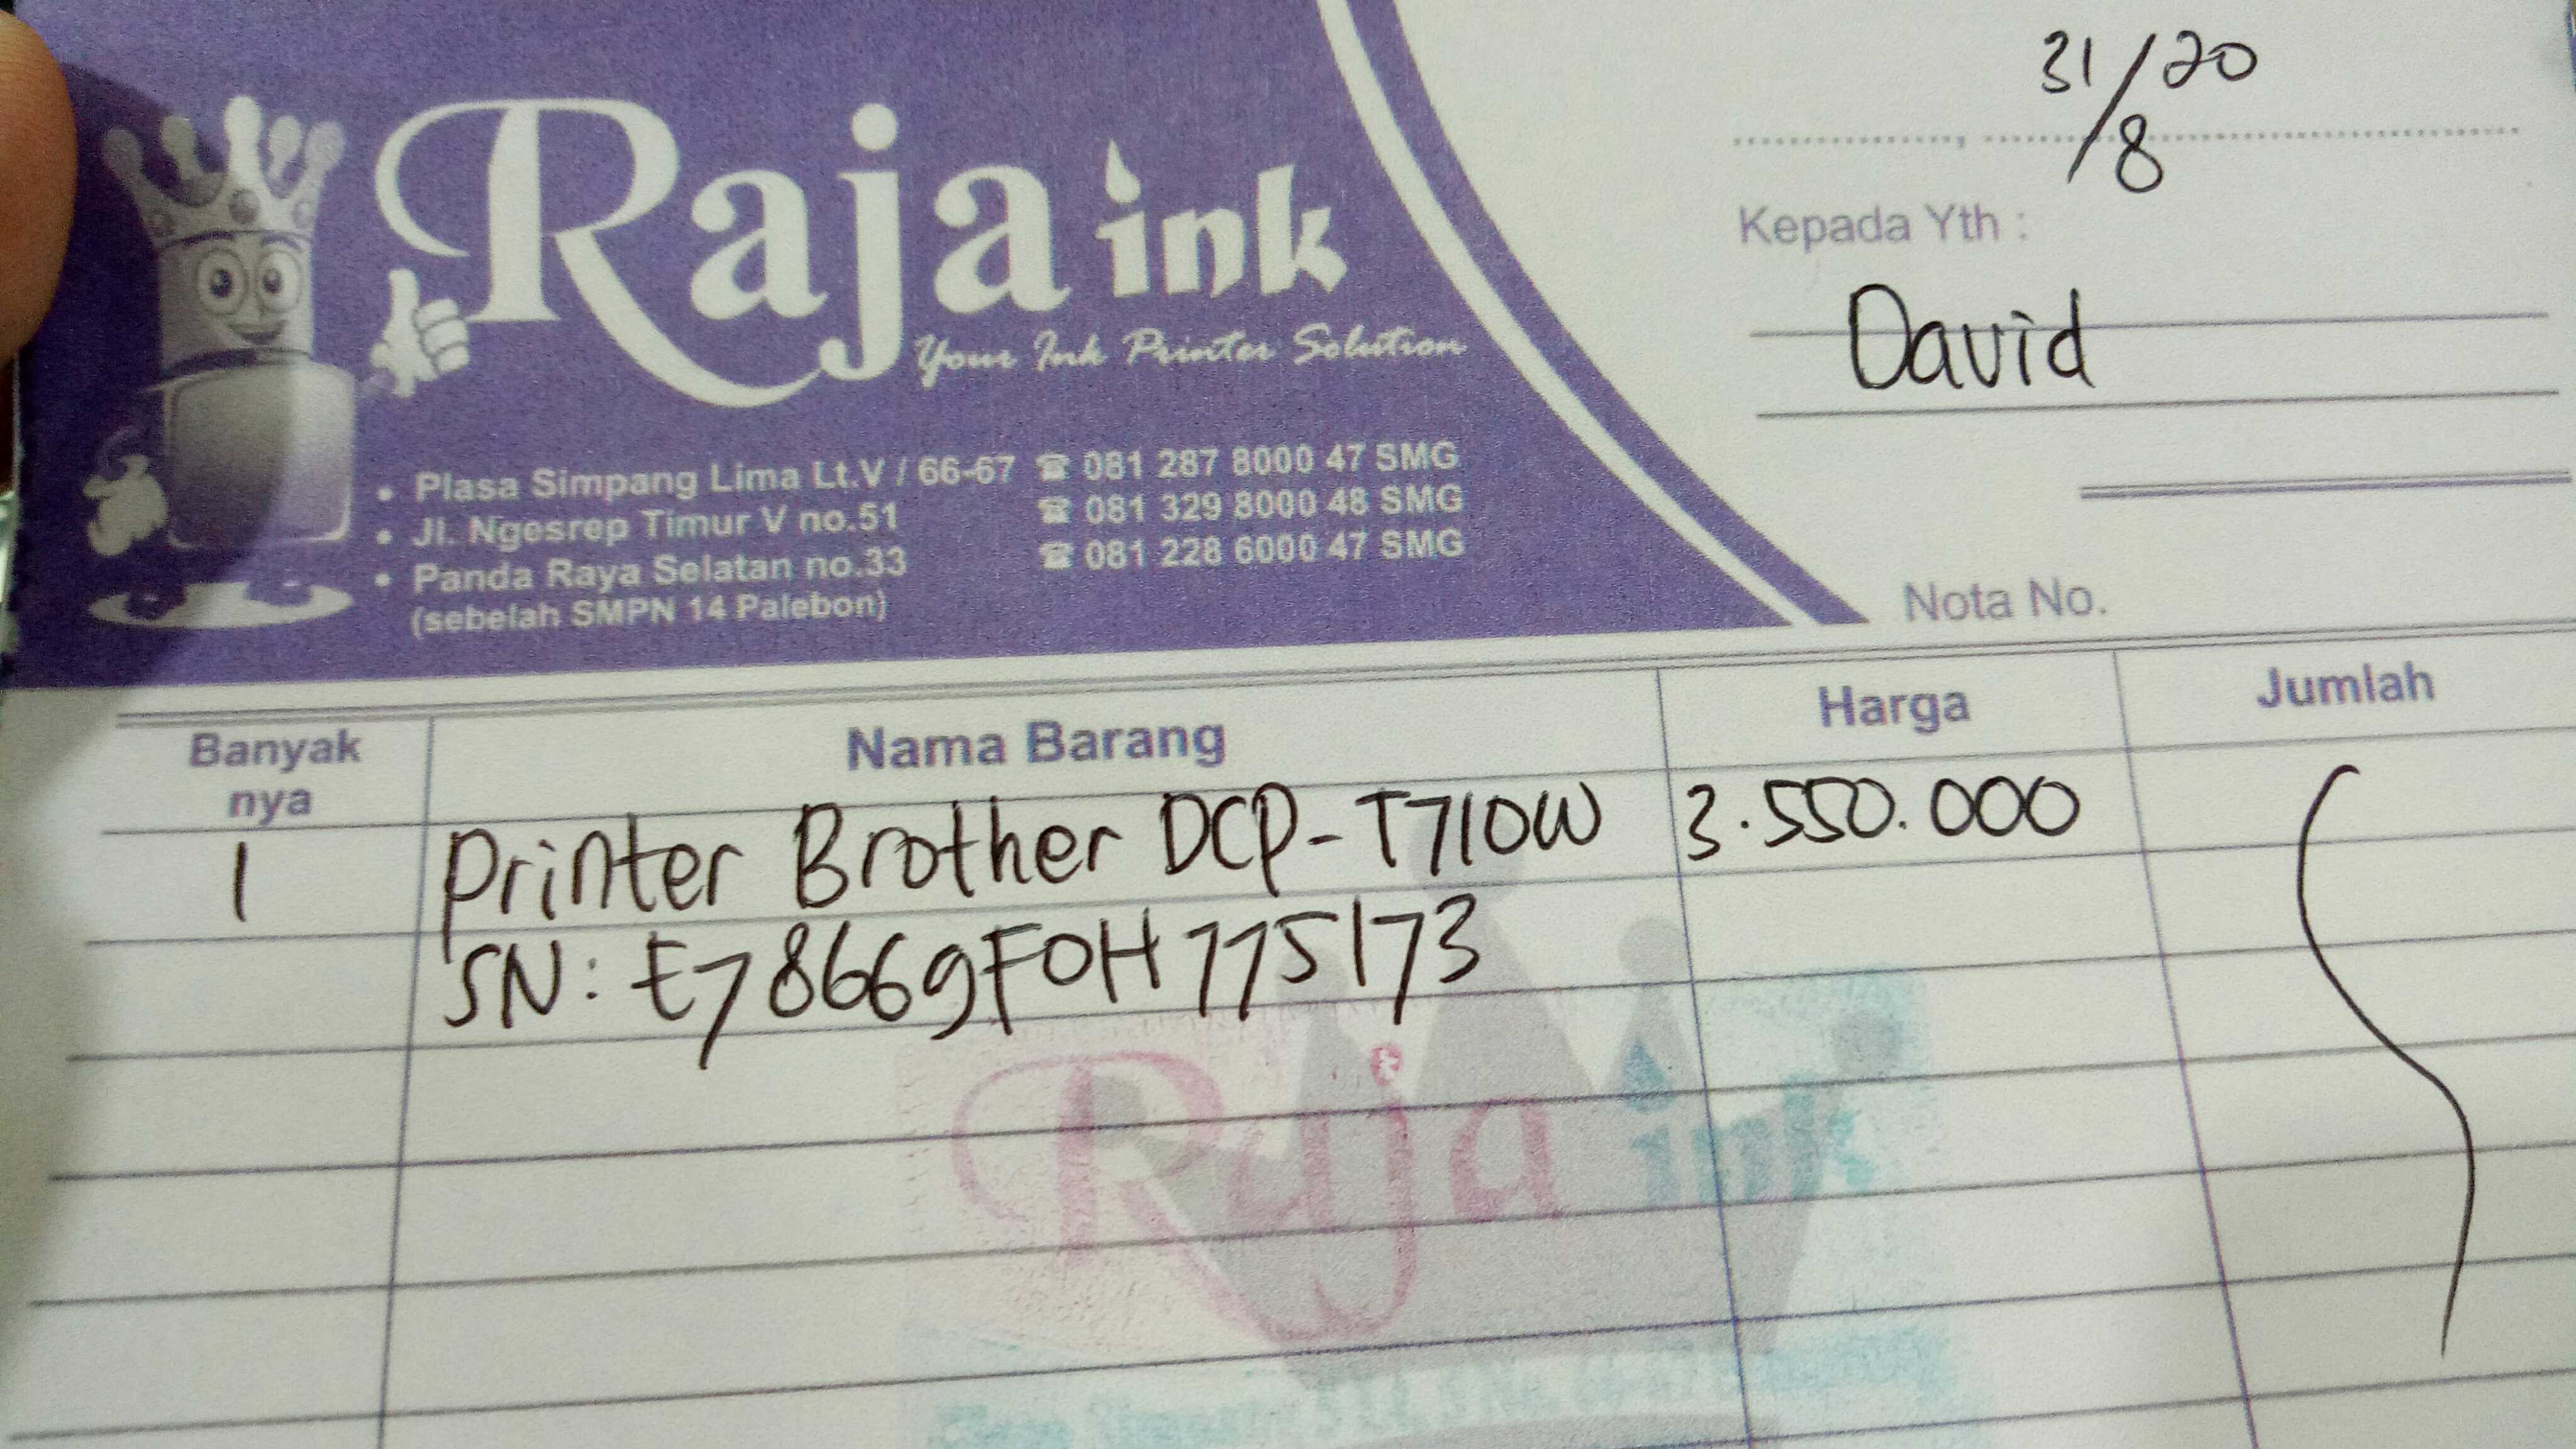 31/8 20
Raja ink
Your Ink Printer Solution
Kepada Yth :
David
• Plasa Simpang Lima Lt.V / 66-67 ☎ 081 287 8000 47 SMG
• Jl. Ngesrep Timur V no.51 ☎ 081 329 8000 48 SMG
• Panda Raya Selatan no.33 ☎ 081 228 6000 47 SMG
(sebelah SMPN 14 Palebon)
Nota No.
Banyak nya Nama Barang Harga Jumlah
1 Printer Brother DCP-T710W 3.550.000
SN: E78669F0H775173
Raja ink